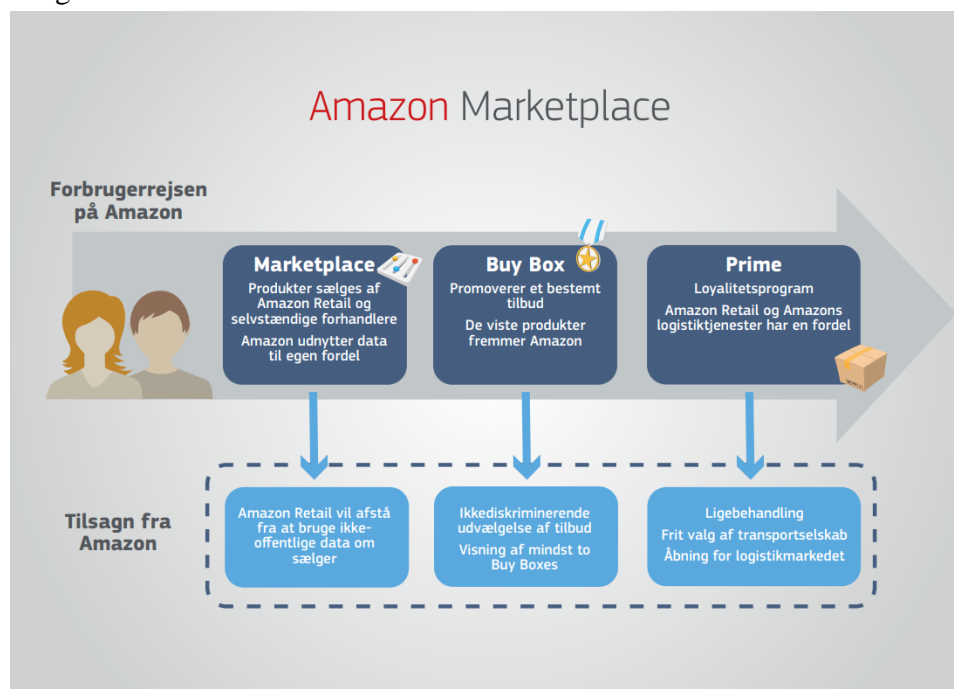 Amazon Marketplace
Forbrugerrejsen
på Amazon
Marketplace
Produkter sælges af
Amazon Retail og
selvstændige forhandlere
Amazon udnytter data
til egen fordel
Buy Box
Promoverer et bestemt
tilbud
De viste produkter
fremmer Amazon
Prime
Loyalitetsprogram
Amazon Retail og Amazons
logistiktjenester har en fordel
Tilsagn fra
Amazon
Amazon Retail vil afstå
fra at bruge ikke-
offentlige data om
sælger
Ikkediskriminerende
udvælgelse af tilbud
Visning af mindst to
Buy Boxes
Ligebehandling
Frit valg af transportselskab
Åbning for logistikmarkedet